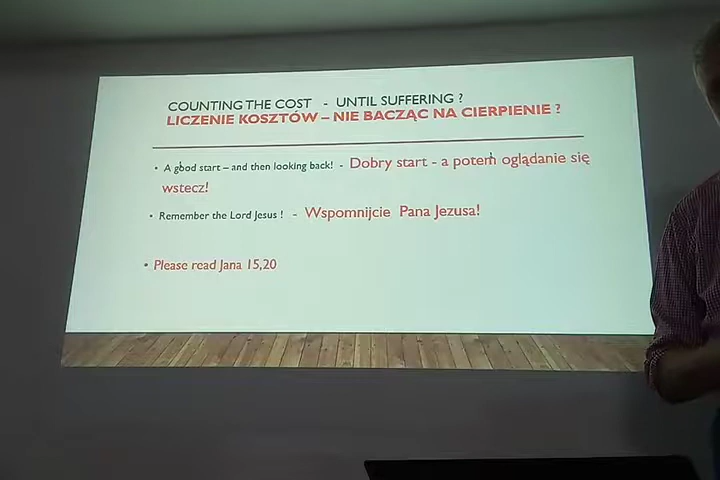 COUNTING THE COST - UNTIL SUFFERING ?
LICZENIE KOSZTÓW – NIE BACZĄC NA CIERPIENIE ?
• A good start – and then looking back! - Dobry start - a potem oglądanie się
wstecz!
• Remember the Lord Jesus ! - Wspomnijcie Pana Jezusa!
• Please read Jana 15,20